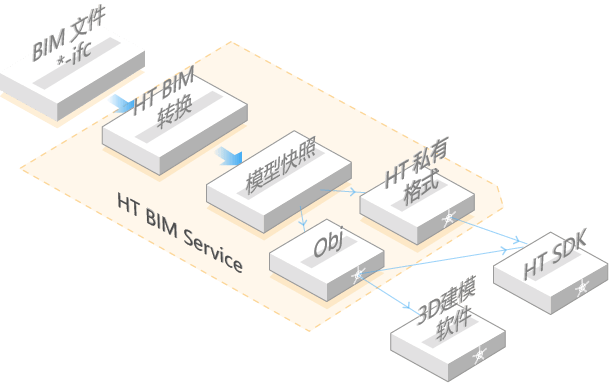 BIM 文件
*-ifc
HT BIM
转换
模型快照
HT 私有
格式
HT BIM Service
Obj
HT SDK
3D建模
软件